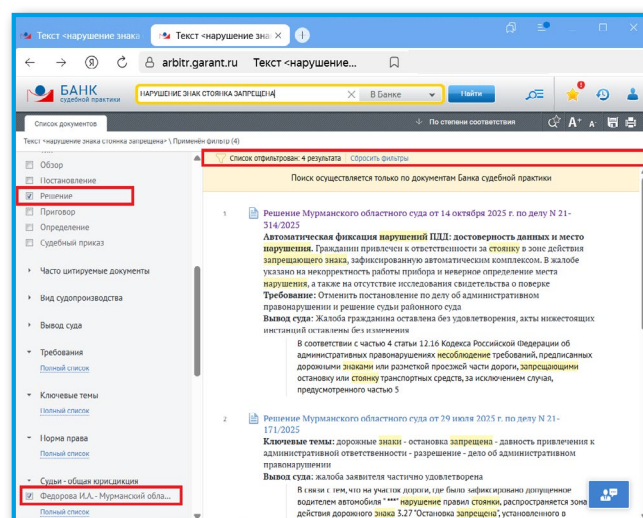 Текст <нарушение знака
Текст <нарушение зна
arbitr.garant.ru Текст <нарушение...
БАНК
судебной практики
НАРУШЕНИЕ ЗНАК СТОЯНКА ЗАПРЕЩЕНА
В Банке
Найти
Список документов
По степени соответствия
Текст <нарушение знака стоянка запрещена> \ Применён фильтр (4)
Обзор
Постановление
Решение
Приговор
Определение
Судебный приказ
Часто цитируемые документы
Вид судопроизводства
Вывод суда
Требования
Полный список
Ключевые темы
Полный список
Норма права
Полный список
Судьи - общая юрисдикция
Федорова И.А. - Мурманский обла...
Полный список
Список отфильтрован: 4 результата Сбросить фильтры
Поиск осуществляется только по документам Банка судебной практики
1 Решение Мурманского областного суда от 14 октября 2025 г. по делу N 21-
314/2025
Автоматическая фиксация нарушений ПДД: достоверность данных и место
нарушения. Гражданин привлечен к ответственности за стоянку в зоне действия
запрещающего знака, зафиксированную автоматическим комплексом. В жалобе
указано на некорректность работы прибора и неверное определение места
нарушения, а также на отсутствие исследования свидетельства о поверке
Требование: Отменить постановление по делу об административном
правонарушении и решение судьи районного суда
Вывод суда: Жалоба гражданина оставлена без удовлетворения, акты нижестоящих
инстанций оставлены без изменения
В соответствии с частью 4 статьи 12.16 Кодекса Российской Федерации об
административных правонарушениях несоблюдение требований, предписанных
дорожными знаками или разметкой проезжей части дороги, запрещающими
остановку или стоянку транспортных средств, за исключением случая,
предусмотренного частью 5
2 Решение Мурманского областного суда от 29 июля 2025 г. по делу N 21-
171/2025
Ключевые темы: дорожные знаки - остановка запрещена - давность привлечения к
административной ответственности - разрешение - дело об административном
правонарушении
Вывод суда: жалоба заявителя частично удовлетворена
В связи с тем, что на участок дороги, где было зафиксировано допущенное
водителем автомобиля "***" нарушение правил стоянки, распространяется зона
действия дорожного знака 3.27 "Остановка запрещена", установленного в